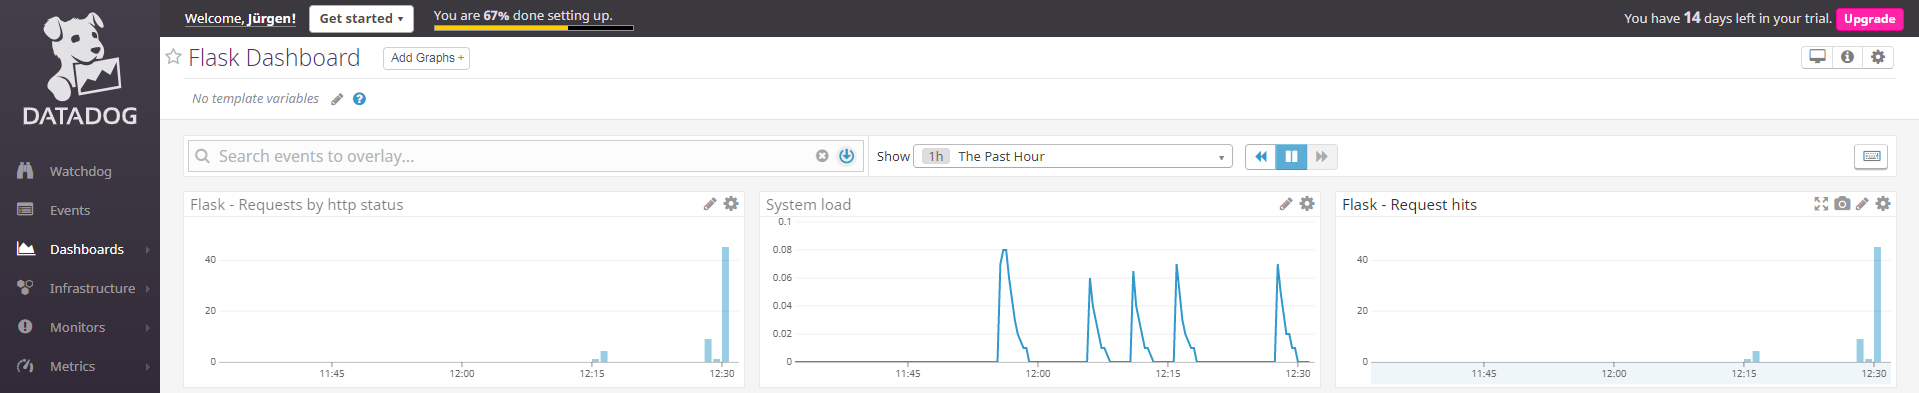 Welcome, Jürgen!
Get started ▾
You are 67% done setting up.
You have 14 days left in your trial.
Upgrade
DATADOG
Watchdog
Events
Dashboards
Infrastructure
Monitors
Metrics
Flask Dashboard
Add Graphs +
No template variables
Search events to overlay...
Show
1h The Past Hour
Flask - Requests by http status
40
20
0
11:45 12:00 12:15 12:30
System load
0.1
0.08
0.06
0.04
0.02
0
11:45 12:00 12:15 12:30
Flask - Request hits
40
20
0
11:45 12:00 12:15 12:30